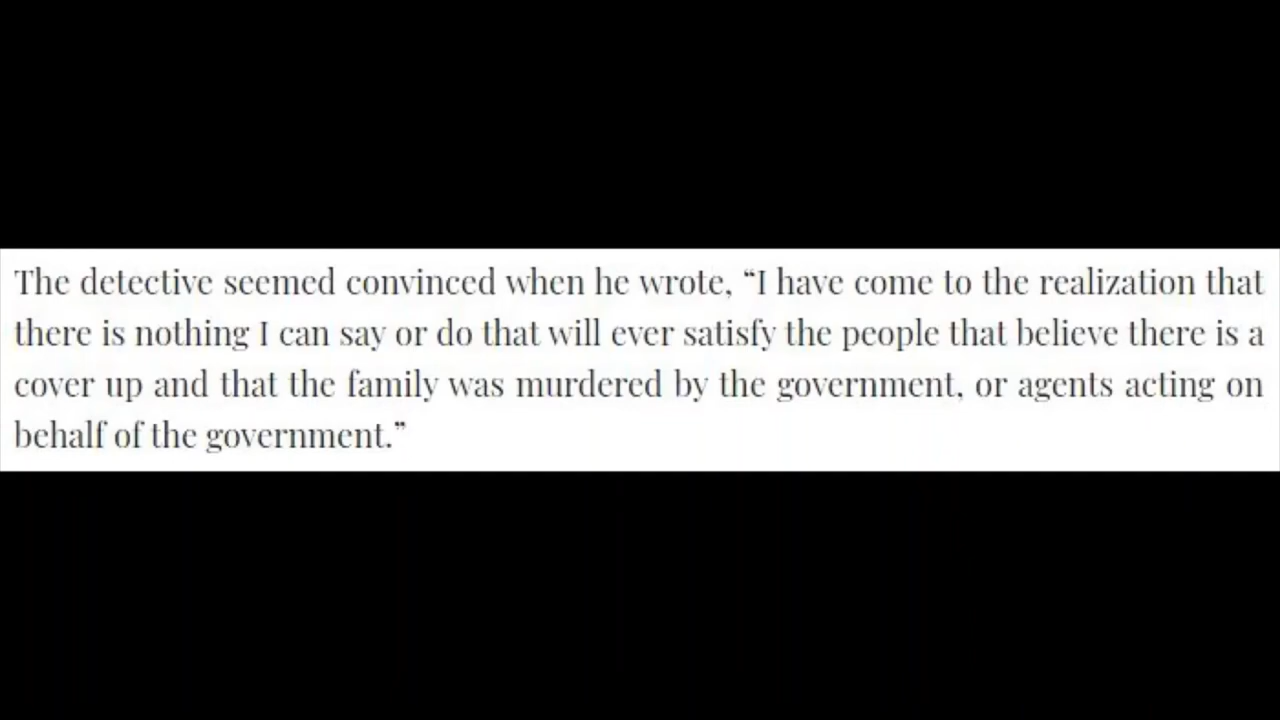 The detective seemed convinced when he wrote, “I have come to the realization that
there is nothing I can say or do that will ever satisfy the people that believe there is a
cover up and that the family was murdered by the government, or agents acting on
behalf of the government.”